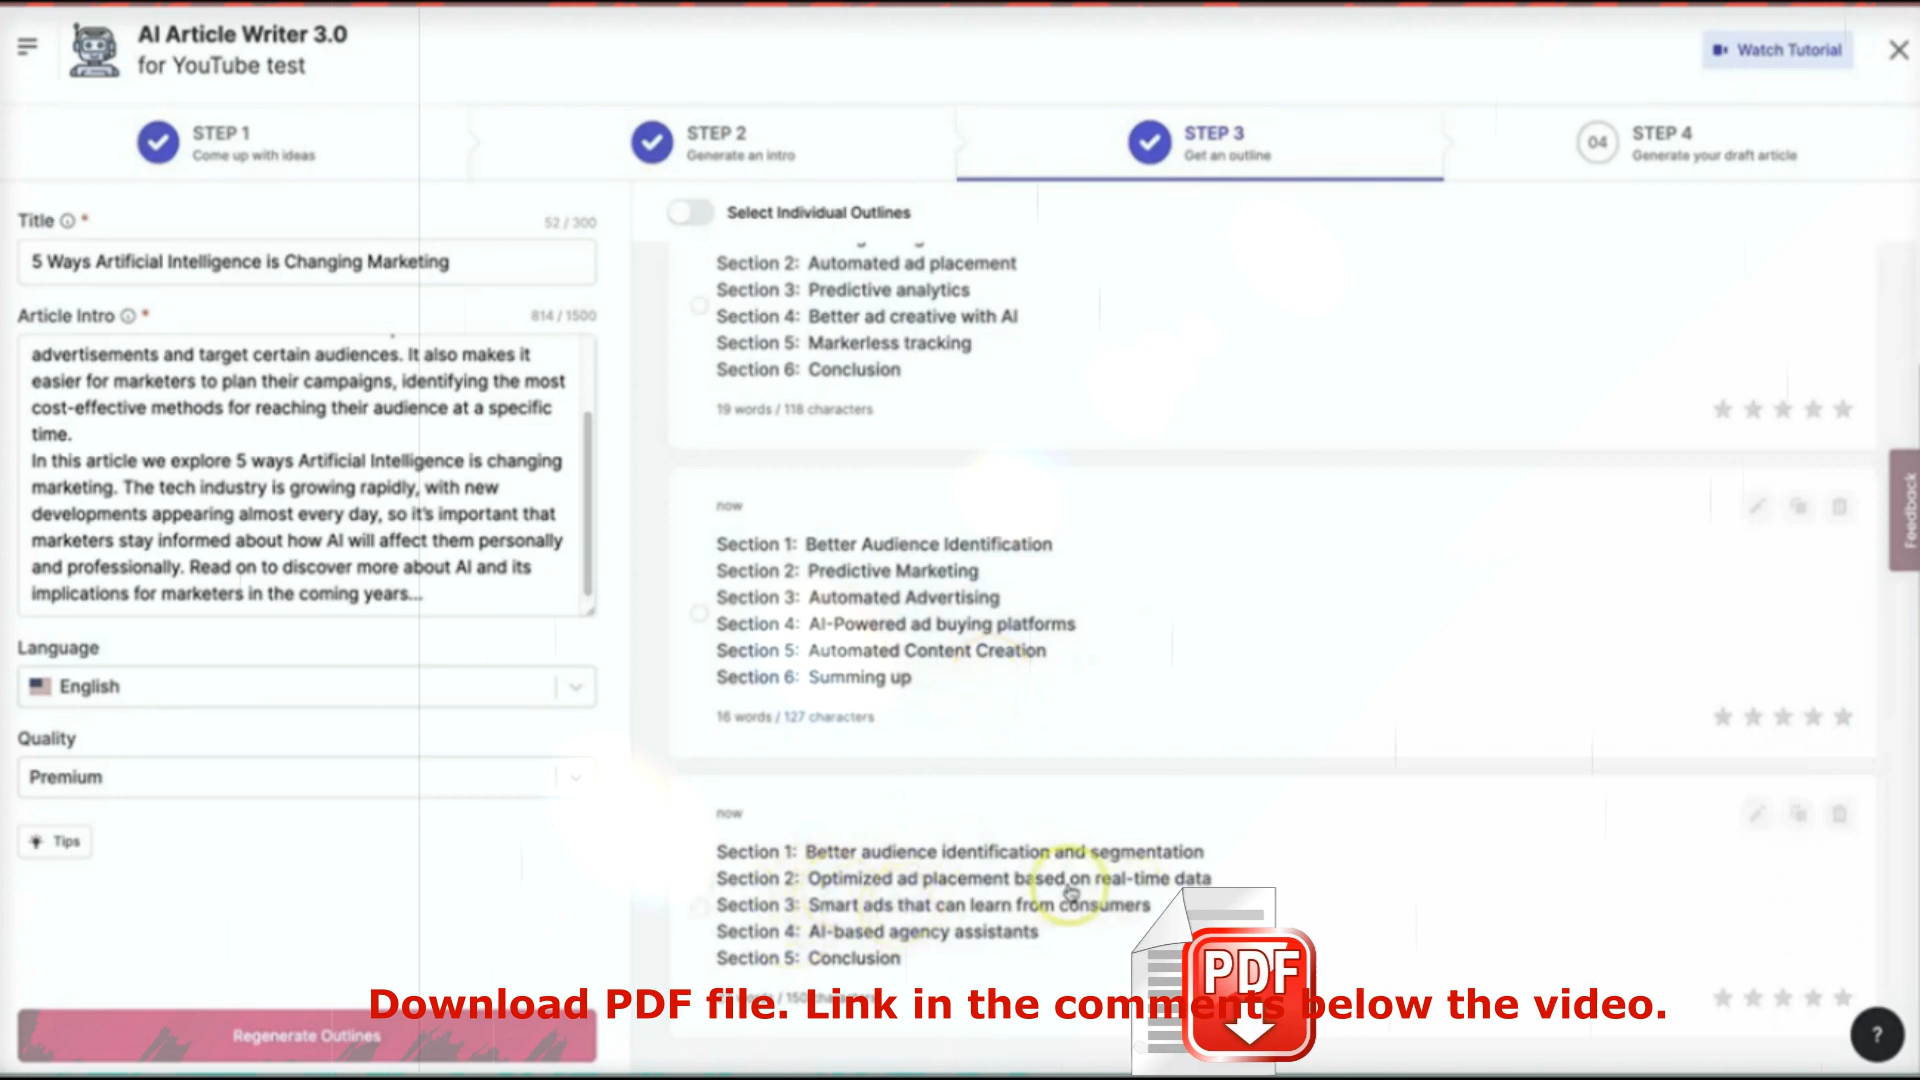 AI Article Writer 3.0
for YouTube test
Watch Tutorial
STEP 1
Come up with ideas
STEP 2
Generate an intro
STEP 3
Get an outline
04
STEP 4
Generate your draft article
Title
*
52 / 300
5 Ways Artificial Intelligence is Changing Marketing
Article Intro
*
814 / 1500
advertisements and target certain audiences. It also makes it
easier for marketers to plan their campaigns, identifying the most
cost-effective methods for reaching their audience at a specific
time.
In this article we explore 5 ways Artificial Intelligence is changing
marketing. The tech industry is growing rapidly, with new
developments appearing almost every day, so it's important that
marketers stay informed about how AI will affect them personally
and professionally. Read on to discover more about AI and its
implications for marketers in the coming years...
Language
English
Quality
Premium
Tips
Regenerate Outlines
Select Individual Outlines
Section 2: Automated ad placement
Section 3: Predictive analytics
Section 4: Better ad creative with AI
Section 5: Markerless tracking
Section 6: Conclusion
19 words / 118 characters
now
Section 1: Better Audience Identification
Section 2: Predictive Marketing
Section 3: Automated Advertising
Section 4: AI-Powered ad buying platforms
Section 5: Automated Content Creation
Section 6: Summing up
16 words / 127 characters
now
Section 1: Better audience identification and segmentation
Section 2: Optimized ad placement based on real-time data
Section 3: Smart ads that can learn from consumers
Section 4: AI-based agency assistants
Section 5: Conclusion
Feedback
PDF
Download PDF file. Link in the comments below the video.
?